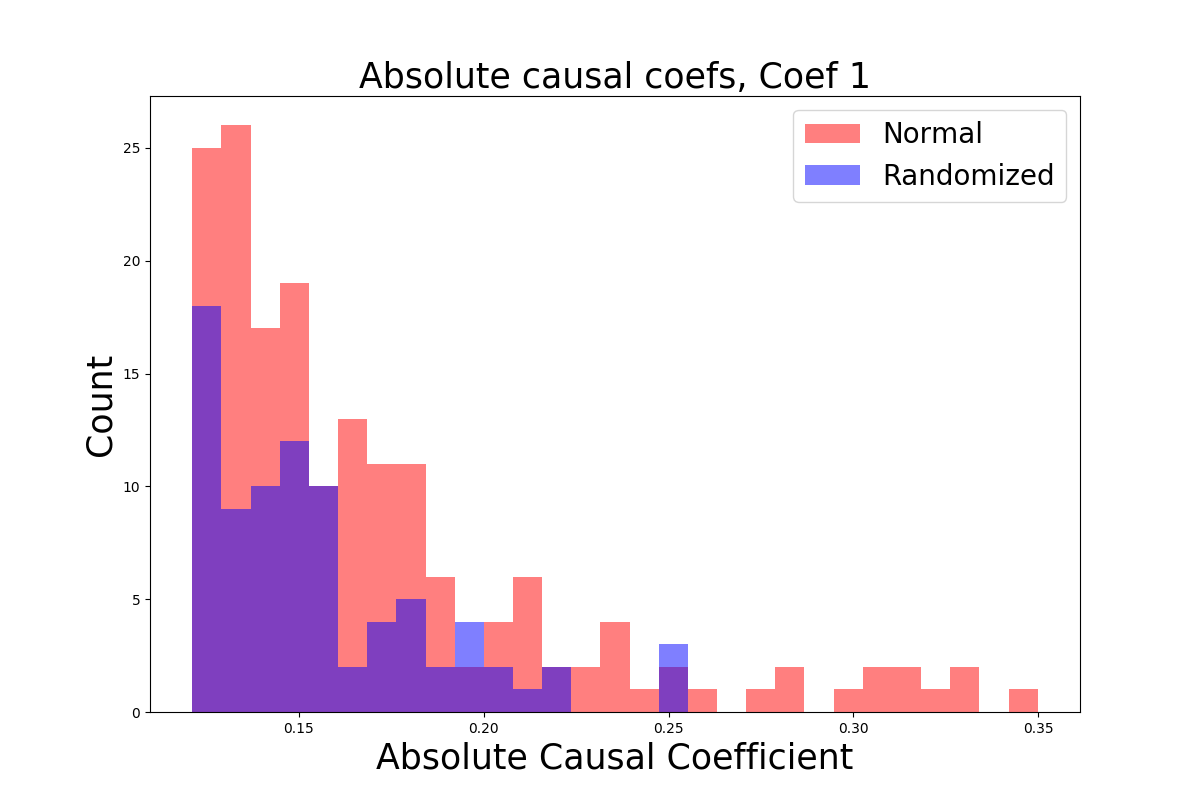 Absolute causal coefs, Coef 1
Normal
Randomized
25
20
15
10
5
0
Count
0.15 0.20 0.25 0.30 0.35
Absolute Causal Coefficient